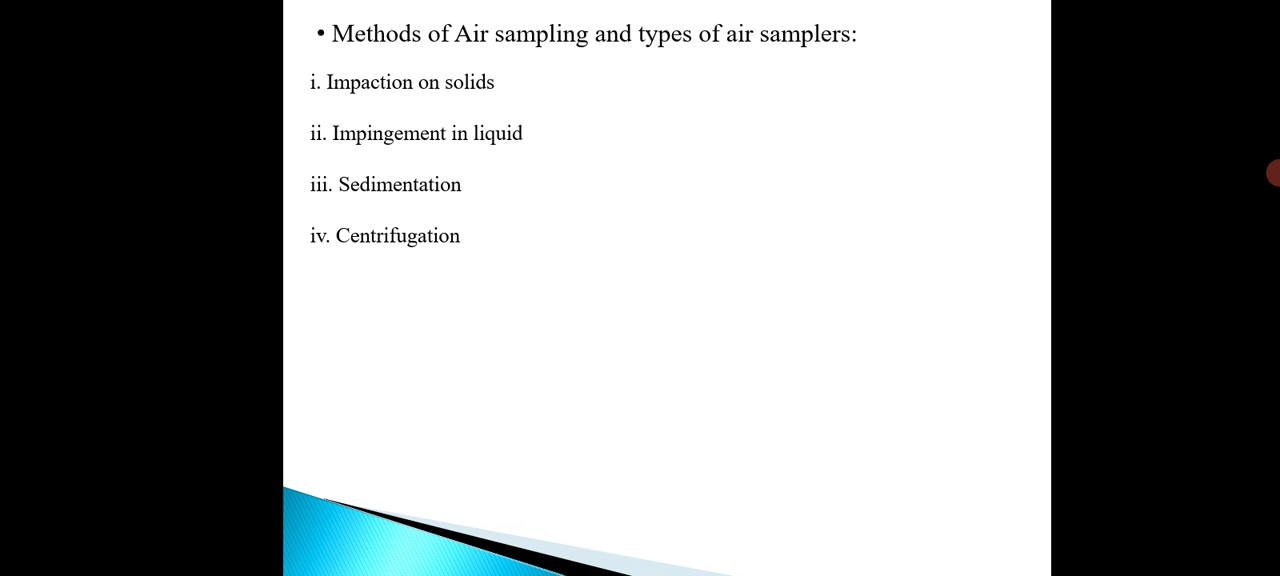 • Methods of Air sampling and types of air samplers:
i. Impaction on solids
ii. Impingement in liquid
iii. Sedimentation
iv. Centrifugation